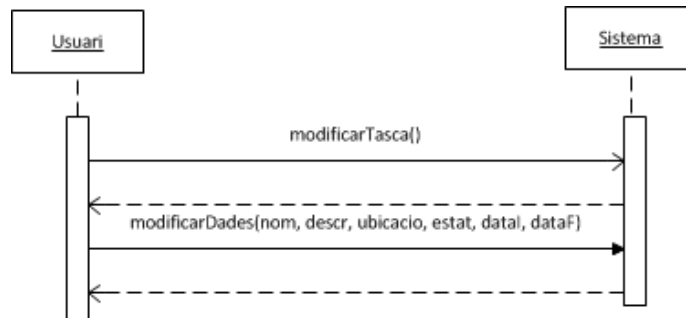 Usuari
Sistema
modificarTasca()
modificarDades(nom, descr, ubicacio, estat, dataI, dataF)